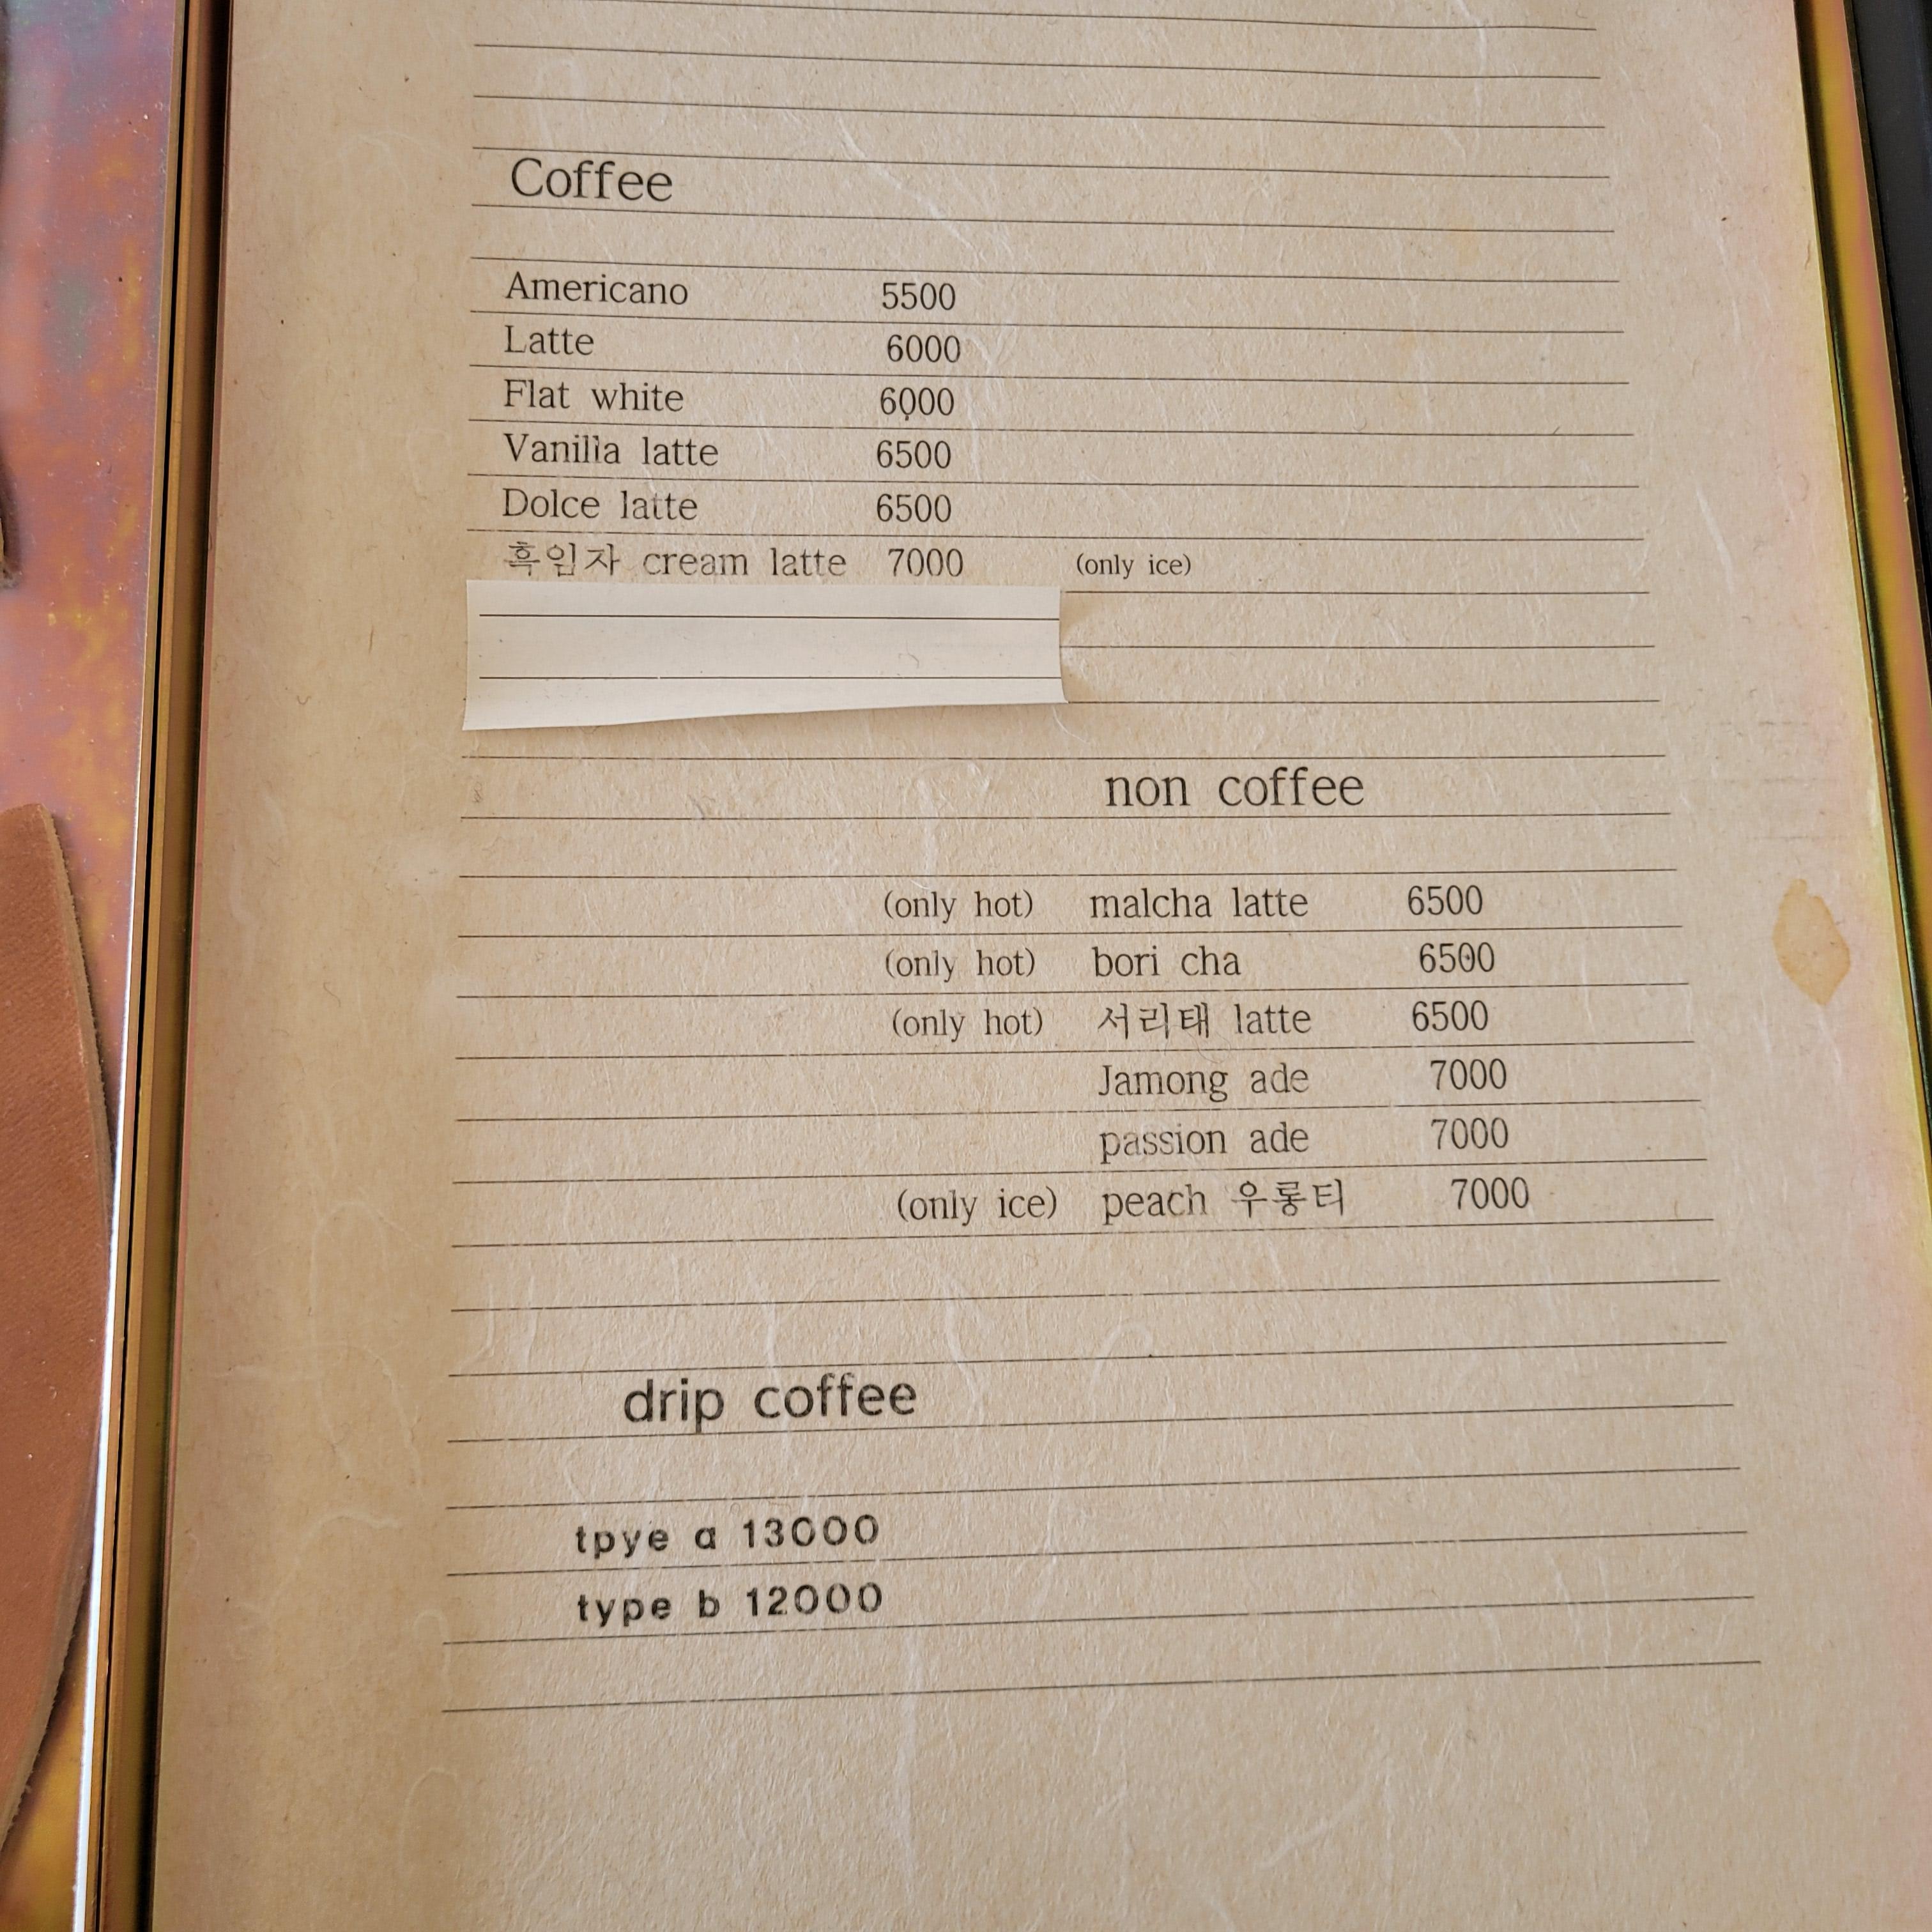 Coffee
Americano 5500
Latte 6000
Flat white 6000
Vanilla latte 6500
Dolce latte 6500
흑임자 cream latte 7000 (only ice)
non coffee
(only hot) malcha latte 6500
(only hot) bori cha 6500
(only hot) 서리태 latte 6500
Jamong ade 7000
passion ade 7000
(only ice) peach 우롱티 7000
drip coffee
tpye a 13000
type b 12000